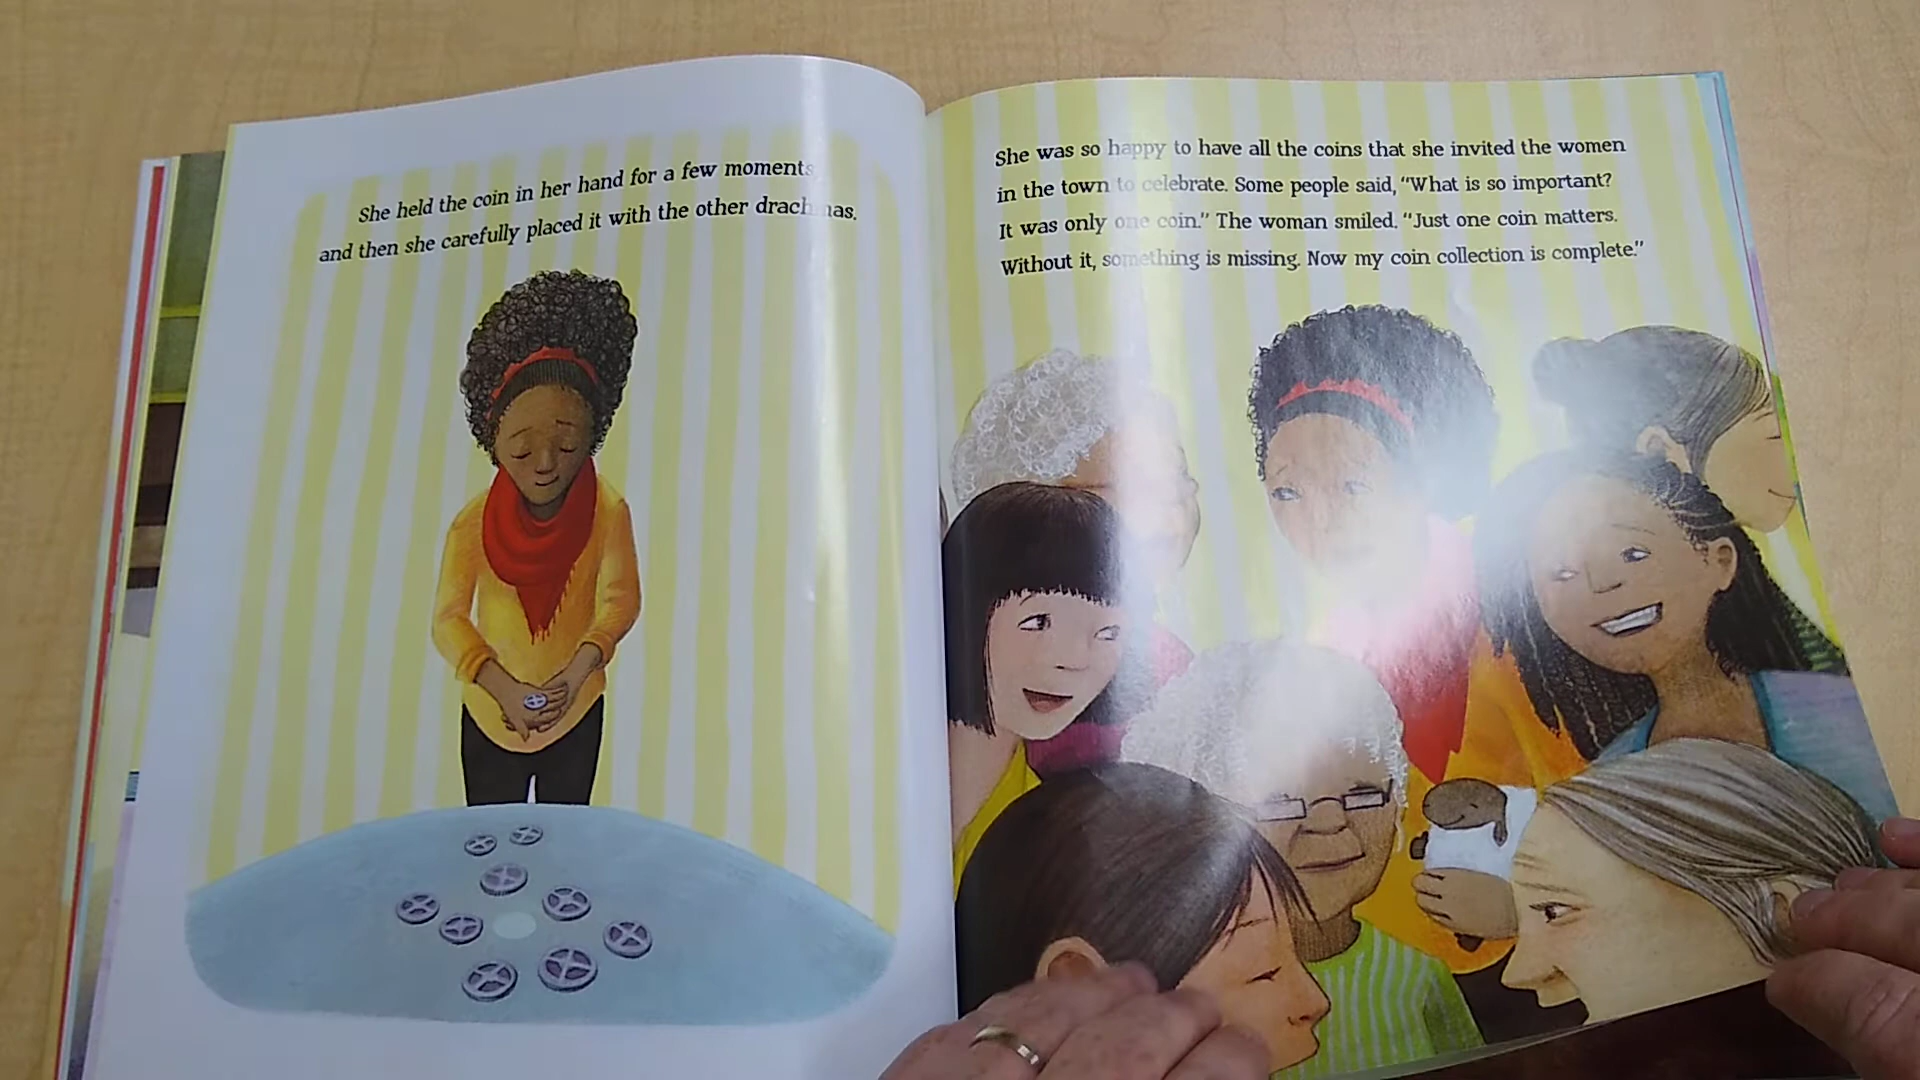 She held the coin in her hand for a few moments
and then she carefully placed it with the other drachmas.
She was so happy to have all the coins that she invited the women
in the town to celebrate. Some people said, "What is so important?
It was only one coin." The woman smiled. "Just one coin matters.
Without it, something is missing. Now my coin collection is complete."